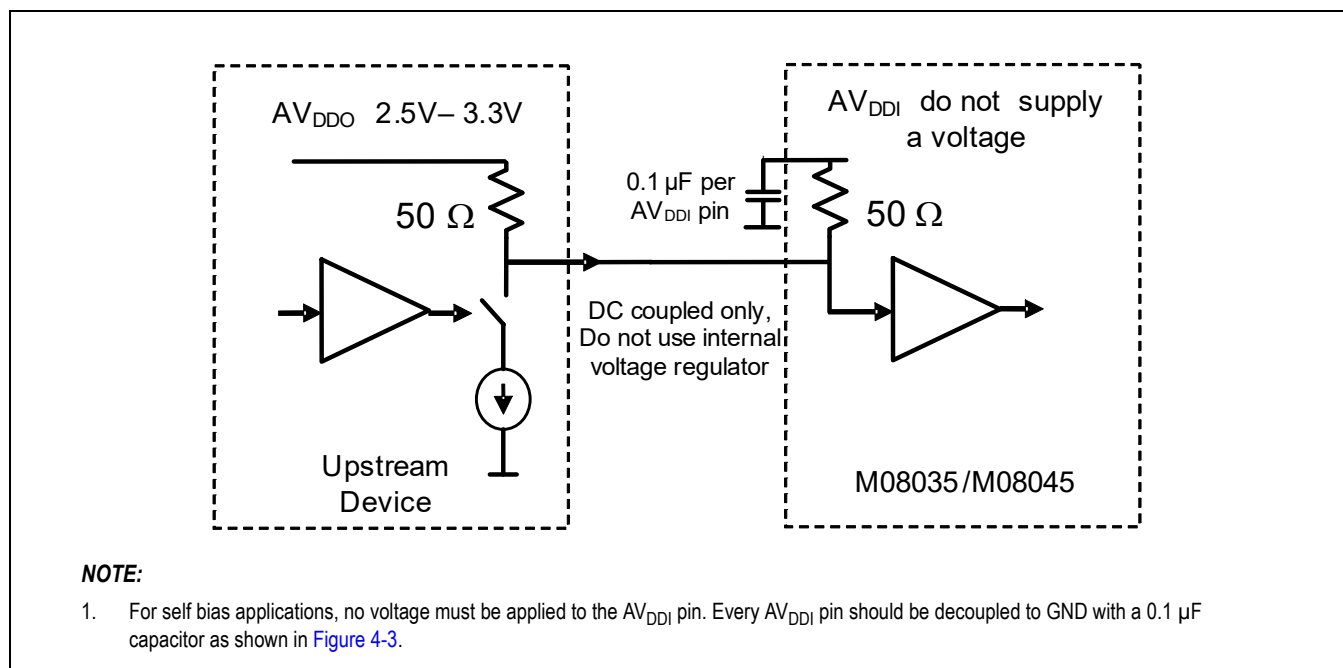 AVDDO 2.5V– 3.3V
50 Ω
Upstream
Device
0.1 µF per
AVDDI pin
DC coupled only,
Do not use internal
voltage regulator
AVDDI do not supply
a voltage
50 Ω
M08035/M08045
NOTE:
1. For self bias applications, no voltage must be applied to the AVDDI pin. Every AVDDI pin should be decoupled to GND with a 0.1 µF
capacitor as shown in Figure 4-3.